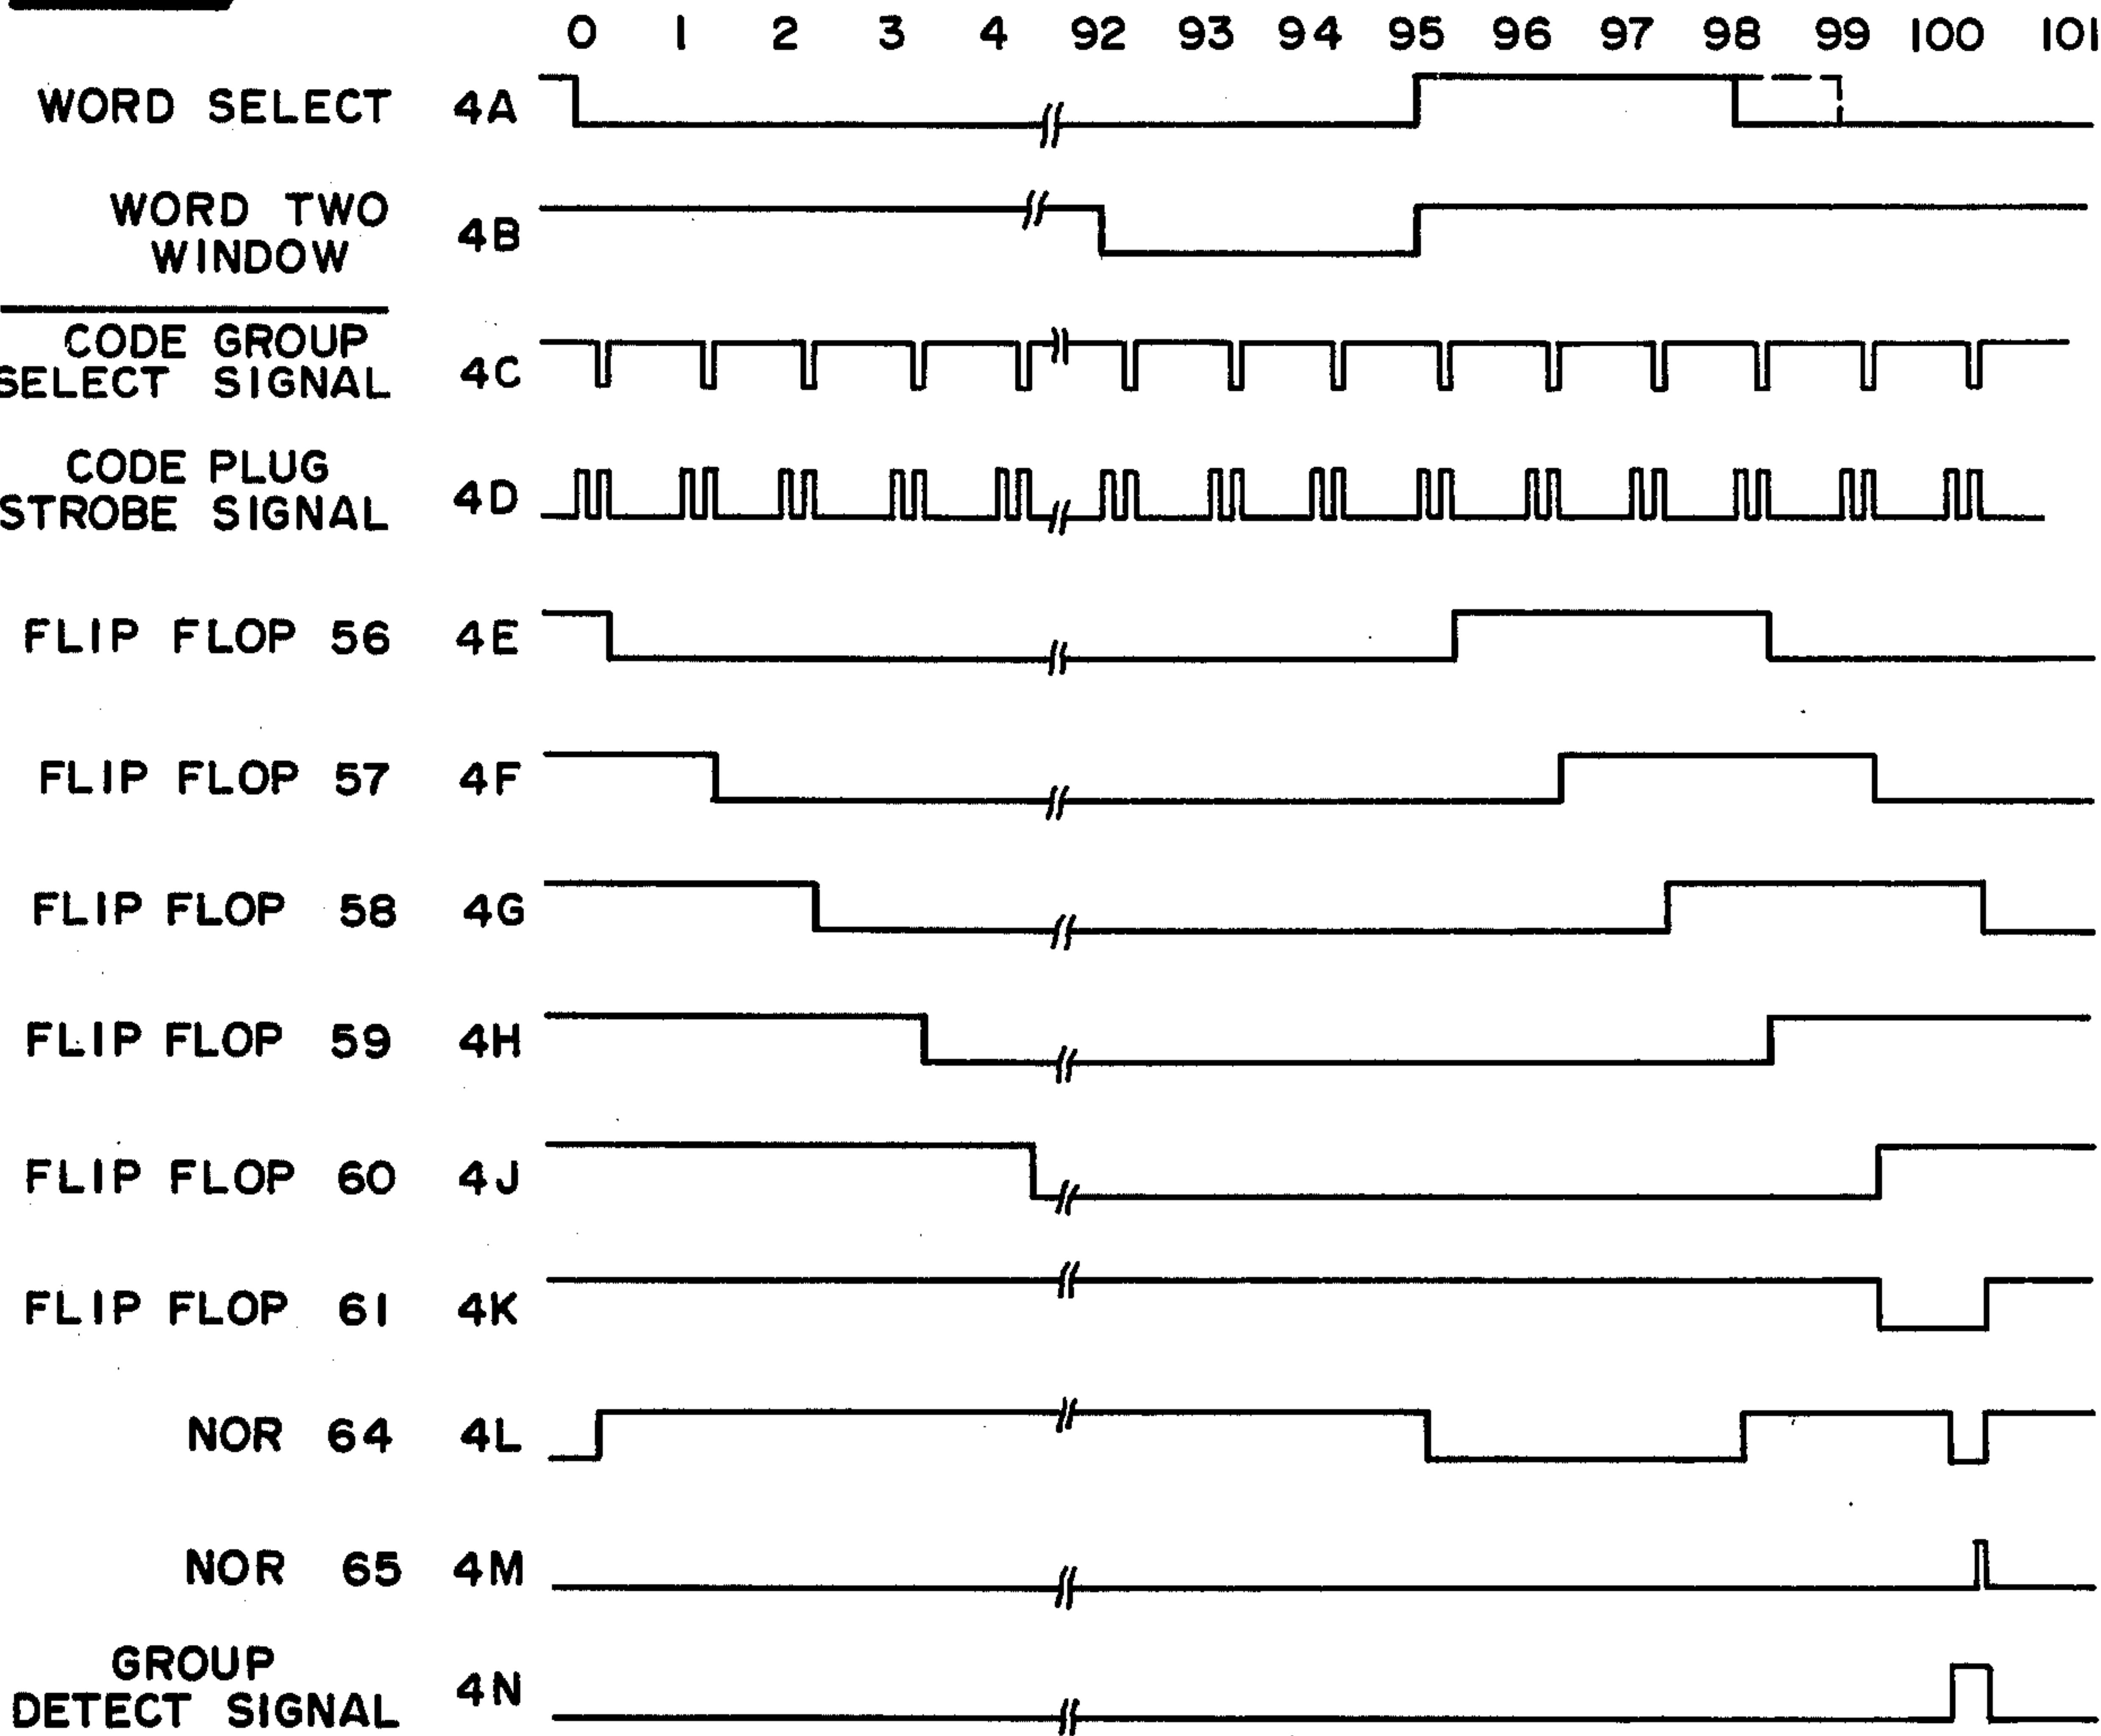 0 1 2 3 4 92 93 94 95 96 97 98 99 100 101
WORD SELECT 4A
WORD TWO
WINDOW 4B
CODE GROUP
SELECT SIGNAL 4C
CODE PLUG
STROBE SIGNAL 4D
FLIP FLOP 56 4E
FLIP FLOP 57 4F
FLIP FLOP 58 4G
FLIP FLOP 59 4H
FLIP FLOP 60 4J
FLIP FLOP 61 4K
NOR 64 4L
NOR 65 4M
GROUP
DETECT SIGNAL 4N